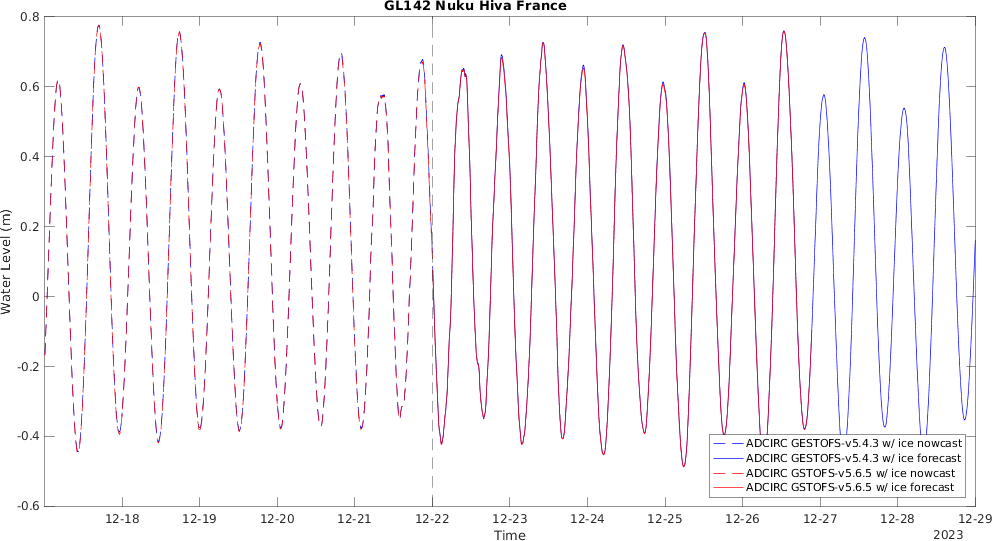 GL142 Nuku Hiva France
0.8
0.6
0.4
0.2
0
-0.2
-0.4
-0.6
Water Level (m)
ADCIRC GESTOFS-v5.4.3 w/ ice nowcast
ADCIRC GESTOFS-v5.4.3 w/ ice forecast
ADCIRC GSTOFS-v5.6.5 w/ ice nowcast
ADCIRC GSTOFS-v5.6.5 w/ ice forecast
12-18 12-19 12-20 12-21 12-22 12-23 12-24 12-25 12-26 12-27 12-28 12-29
Time
2023